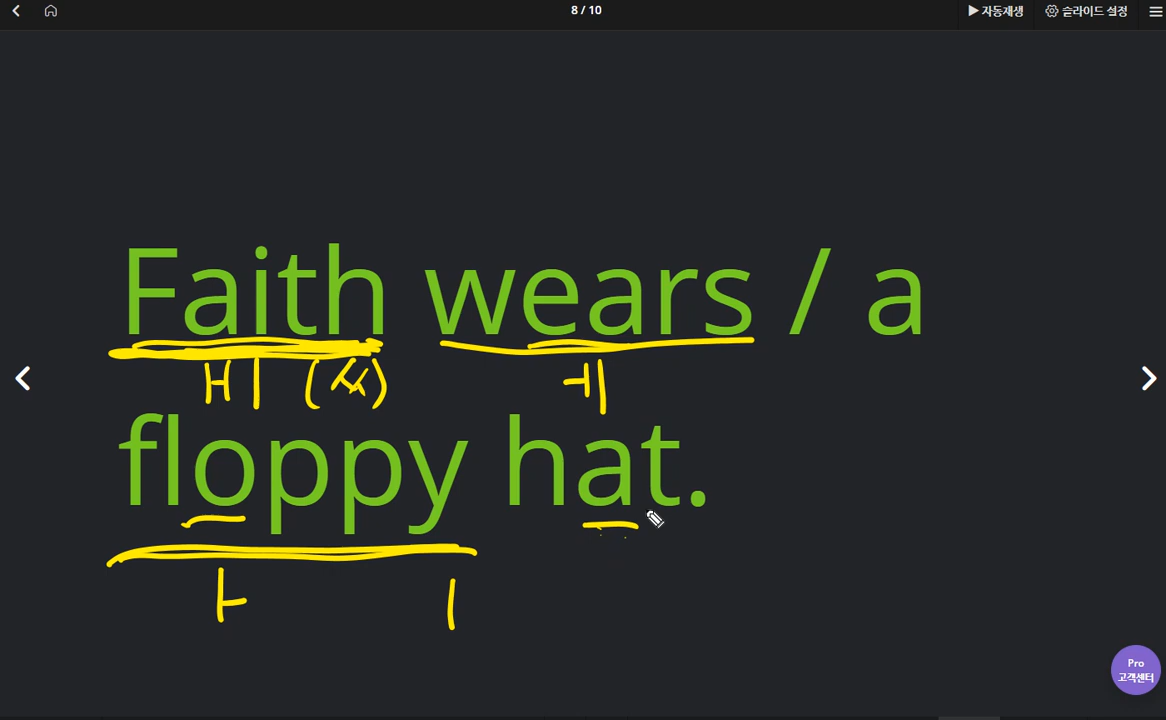 8 / 10
▶ 자동재생
슬라이드 설정
Faith wears / a
ㅐㅣ (ㅆ) ㅔ
floppy hat.
ㅏ ㅣ
Pro
고객센터